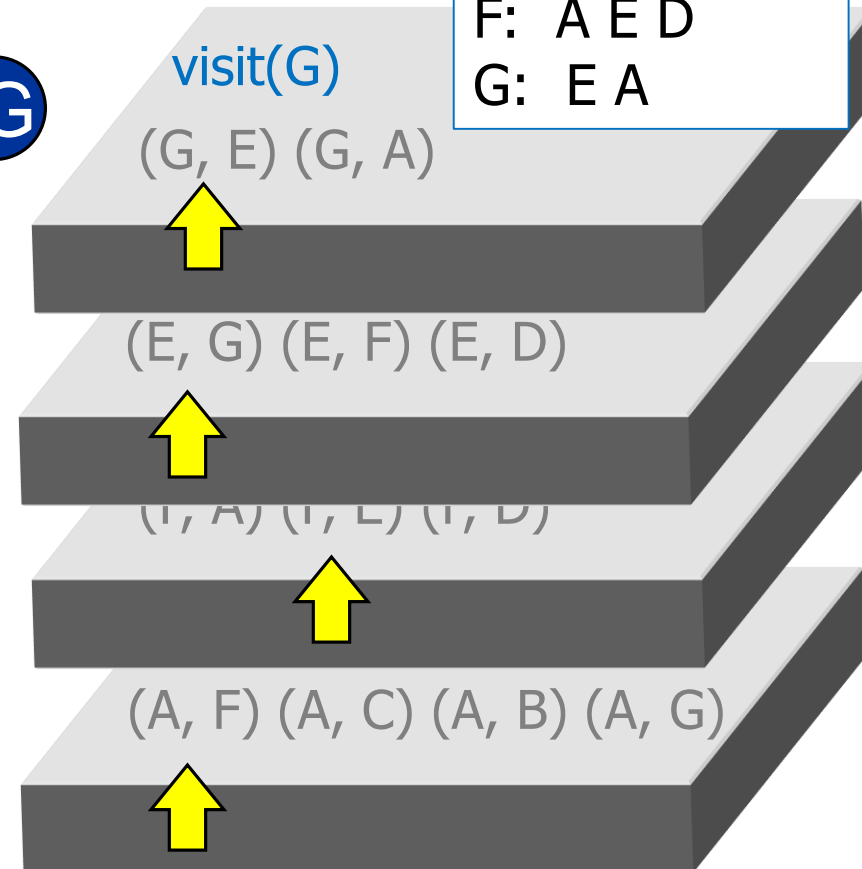 F: A E D
visit(G)
G: E A
G
(G, E) (G, A)
(E, G) (E, F) (E, D)
(F, A) (F, E) (F, D)
(A, F) (A, C) (A, B) (A, G)